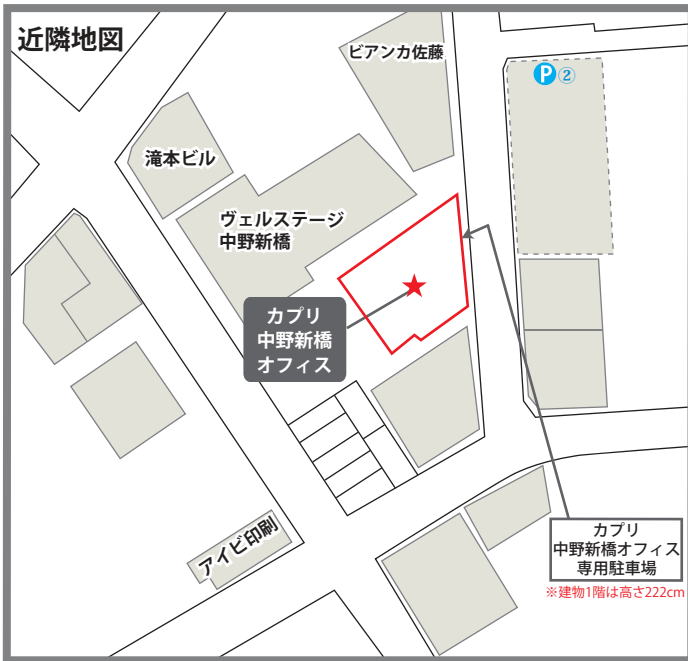 近隣地図
ビアンカ佐藤
P②
滝本ビル
ヴェルステージ
中野新橋
カプリ
中野新橋
オフィス
アイビ印刷
カプリ
中野新橋オフィス
専用駐車場
※建物1階は高さ222cm